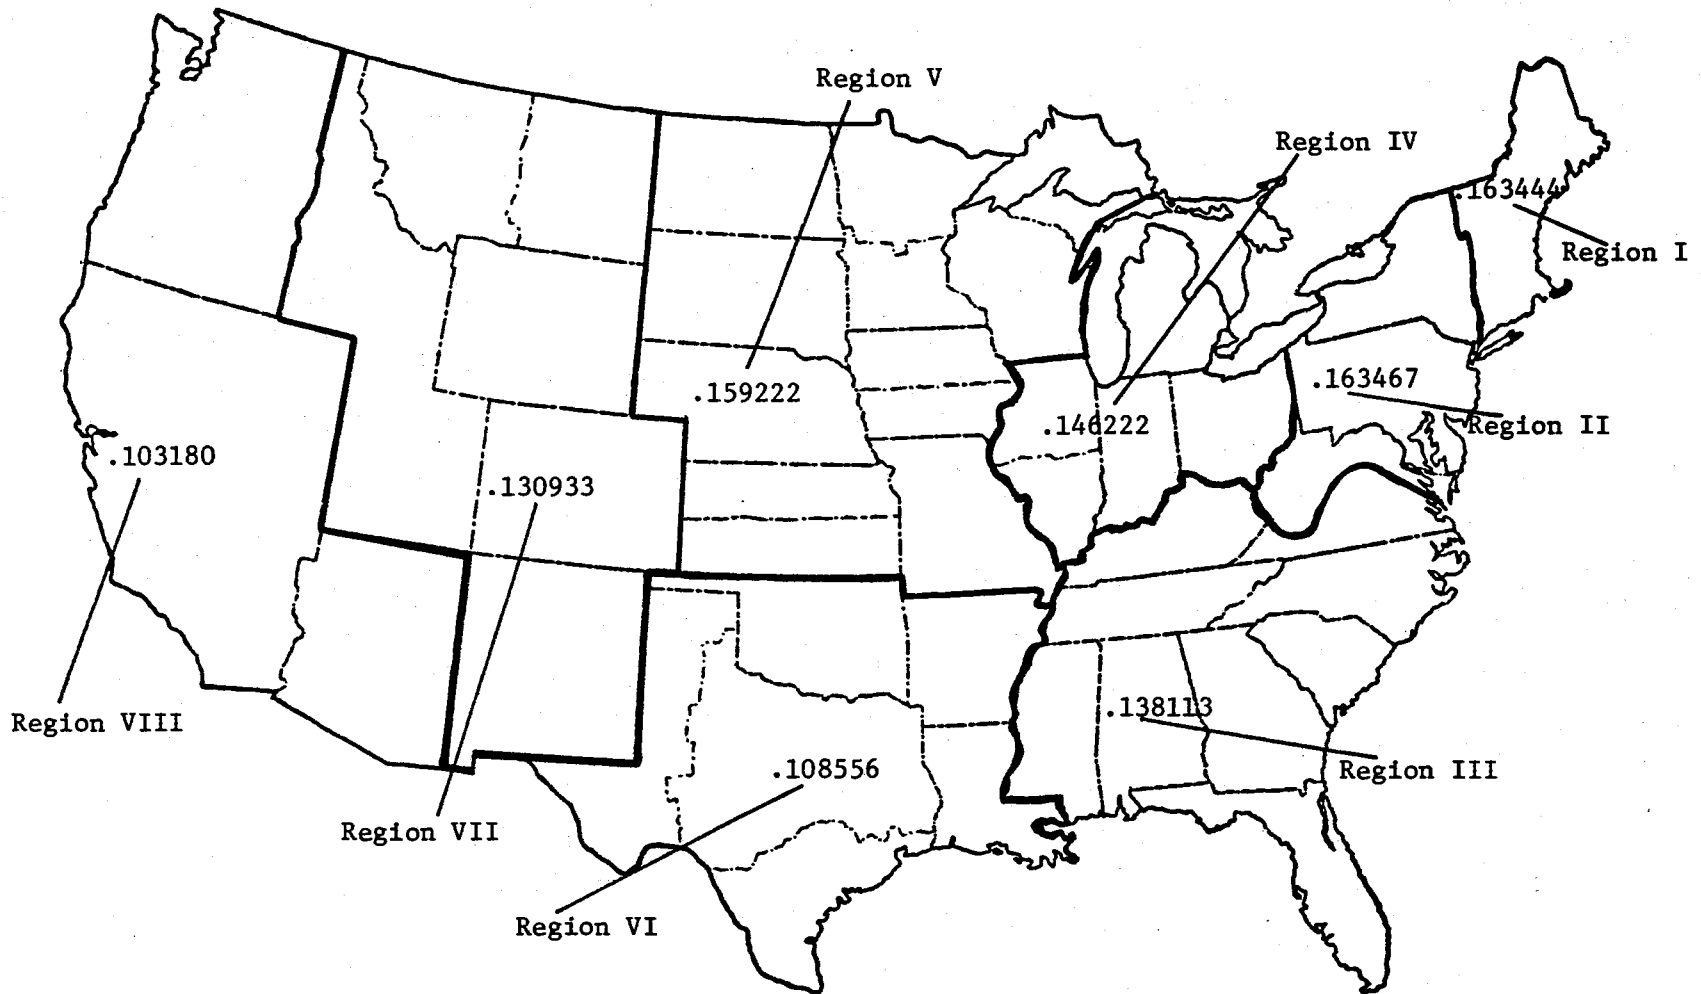 Region V
Region IV
.163444
Region I
.159222
.163467
.146222
Region II
.103180
.130933
Region VIII
.138113
.108556
Region III
Region VII
Region VI